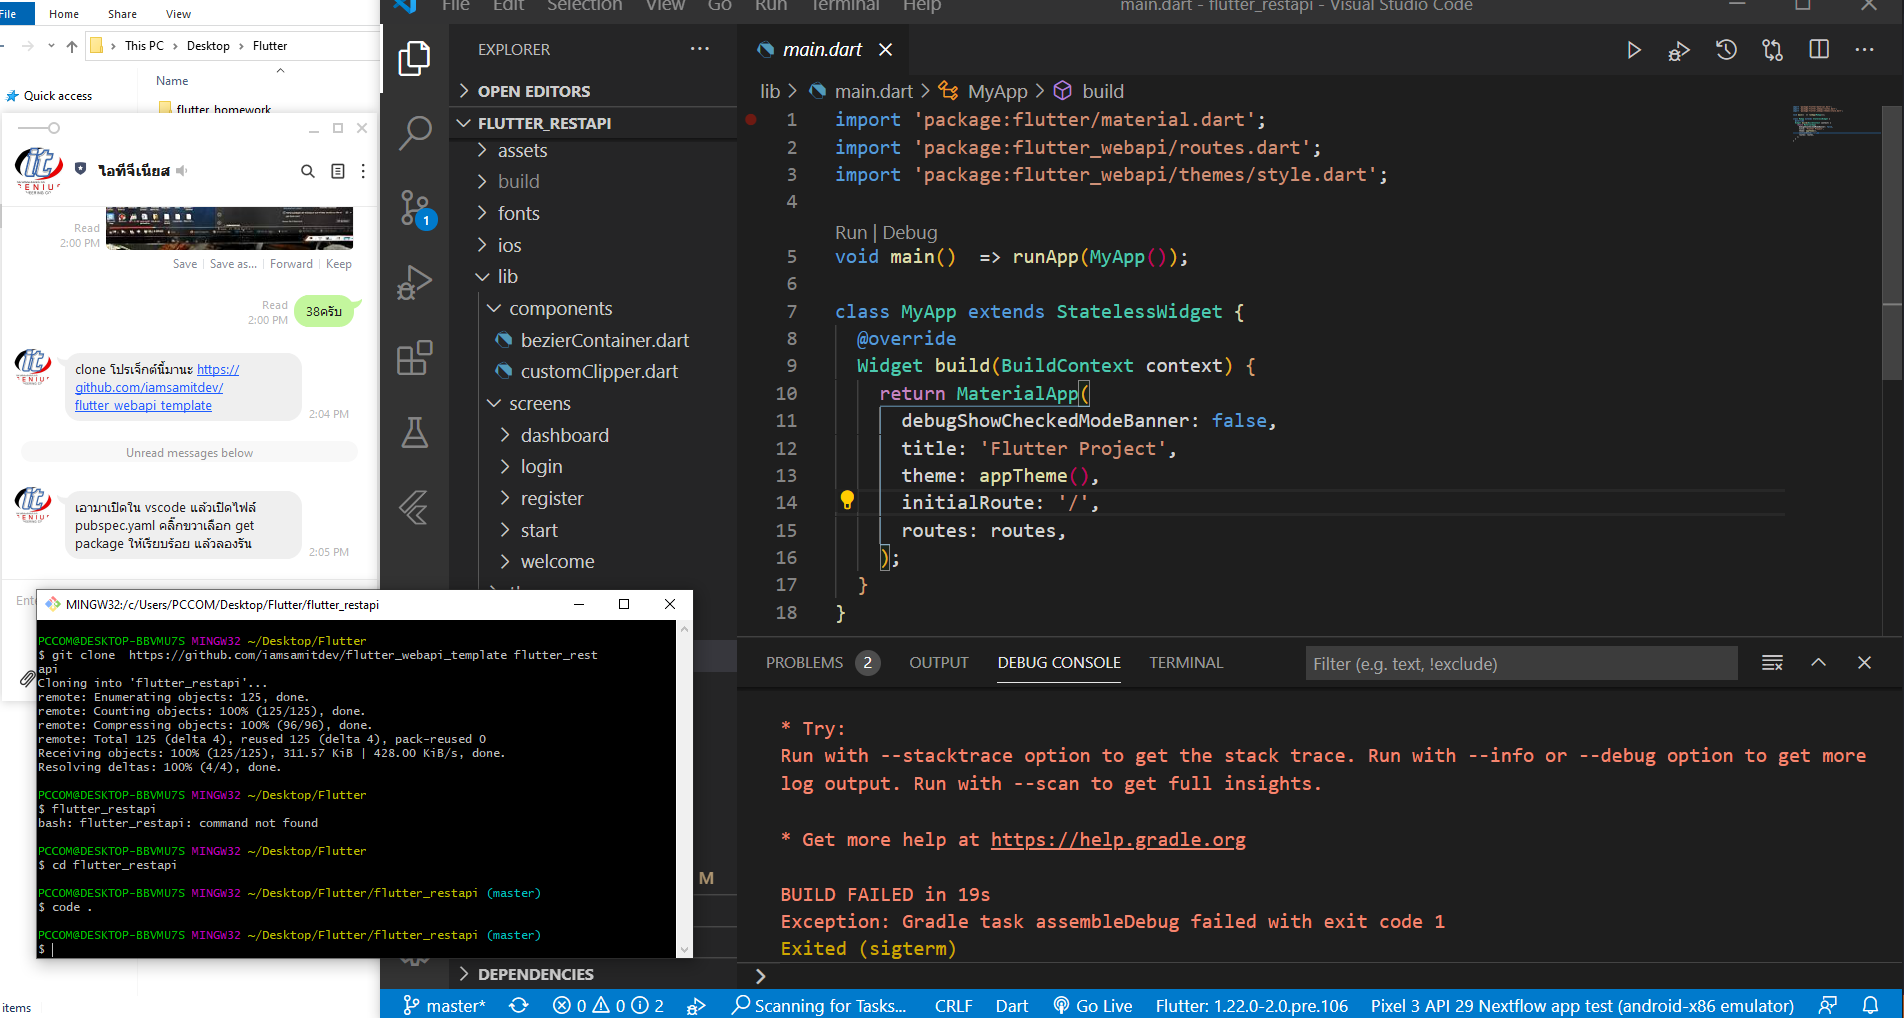 File
Home
Share
View
This PC
Desktop
Flutter
Name
Quick access
flutter_homework
ไอทีจีเนียส
Read
2:00 PM
Save
Save as...
Forward
Keep
Read
2:00 PM
38ครับ
clone โปรเจ็กต์นี้มานะ https://
github.com/iamsamitdev/
flutter_webapi_template
2:04 PM
Unread messages below
เอามาเปิดใน vscode แล้วเปิดไฟล์
pubspec.yaml คลิ๊กขวาเลือก get
package ให้เรียบร้อย แล้วลองรัน
2:05 PM
MINGW32:/c/Users/PCCOM/Desktop/Flutter/flutter_restapi
PCCOM@DESKTOP-BBVMU7S MINGW32 ~/Desktop/Flutter
$ git clone  https://github.com/iamsamitdev/flutter_webapi_template flutter_rest
api
Cloning into 'flutter_restapi'...
remote: Enumerating objects: 125, done.
remote: Counting objects: 100% (125/125), done.
remote: Compressing objects: 100% (96/96), done.
remote: Total 125 (delta 4), reused 125 (delta 4), pack-reused 0
Receiving objects: 100% (125/125), 311.57 KiB | 428.00 KiB/s, done.
Resolving deltas: 100% (4/4), done.
PCCOM@DESKTOP-BBVMU7S MINGW32 ~/Desktop/Flutter
$ flutter_restapi
bash: flutter_restapi: command not found
PCCOM@DESKTOP-BBVMU7S MINGW32 ~/Desktop/Flutter
$ cd flutter_restapi
PCCOM@DESKTOP-BBVMU7S MINGW32 ~/Desktop/Flutter/flutter_restapi (master)
$ code .
PCCOM@DESKTOP-BBVMU7S MINGW32 ~/Desktop/Flutter/flutter_restapi (master)
$
items
File Edit Selection View Go Run Terminal Help
main.dart - flutter_restapi - Visual Studio Code
EXPLORER
OPEN EDITORS
FLUTTER_RESTAPI
assets
build
fonts
ios
lib
components
bezierContainer.dart
customClipper.dart
screens
dashboard
login
register
start
welcome
M
DEPENDENCIES
1
main.dart
lib > main.dart > MyApp > build
1 import 'package:flutter/material.dart';
2 import 'package:flutter_webapi/routes.dart';
3 import 'package:flutter_webapi/themes/style.dart';
4
Run | Debug
5 void main()  => runApp(MyApp());
6
7 class MyApp extends StatelessWidget {
8 @override
9 Widget build(BuildContext context) {
10 return MaterialApp(
11 debugShowCheckedModeBanner: false,
12 title: 'Flutter Project',
13 theme: appTheme(),
14 initialRoute: '/',
15 routes: routes,
16 );
17 }
18 }
PROBLEMS 2 OUTPUT DEBUG CONSOLE TERMINAL
Filter (e.g. text, !exclude)
* Try:
Run with --stacktrace option to get the stack trace. Run with --info or --debug option to get more
log output. Run with --scan to get full insights.
* Get more help at https://help.gradle.org
BUILD FAILED in 19s
Exception: Gradle task assembleDebug failed with exit code 1
Exited (sigterm)
master* 0 0 2 Scanning for Tasks... CRLF Dart Go Live Flutter: 1.22.0-2.0.pre.106 Pixel 3 API 29 Nextflow app test (android-x86 emulator)